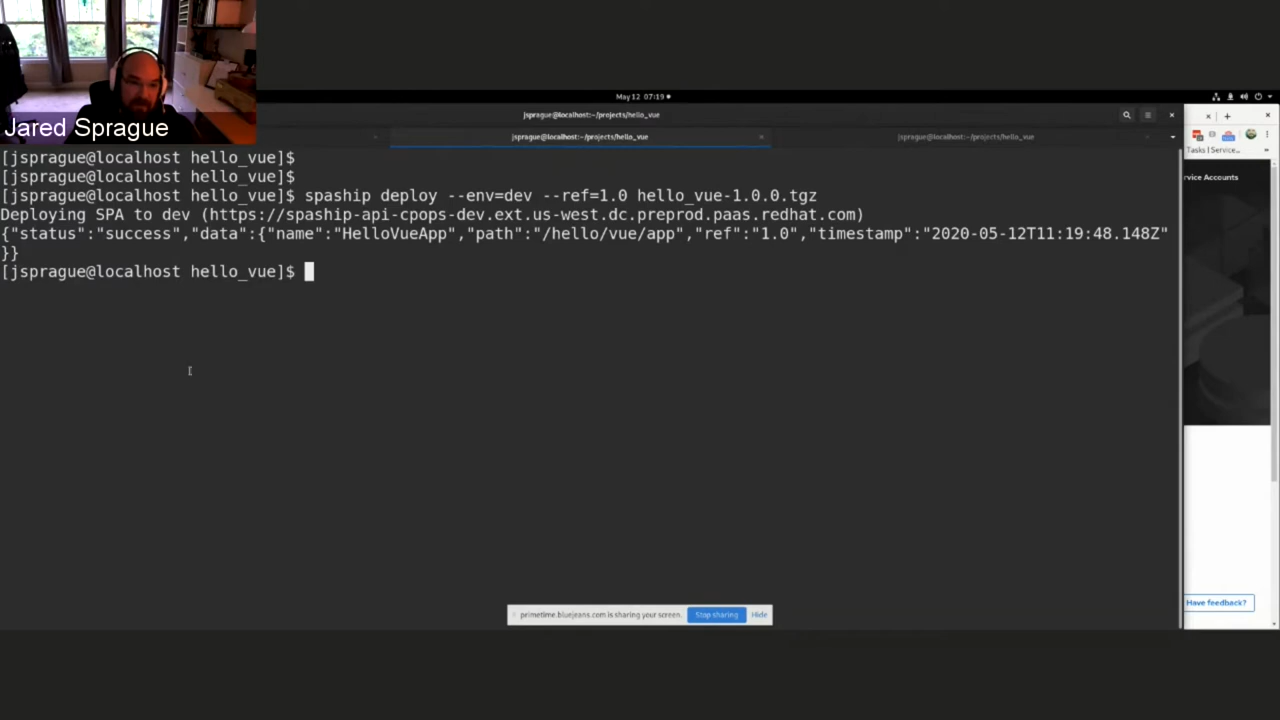 May 12 07:19
jsprague@localhost:~/projects/hello_vue
Jared Sprague
jsprague@localhost:~/projects/hello_vue
jsprague@localhost:~/projects/hello_vue
Tasks | Service...
[jsprague@localhost hello_vue]$
[jsprague@localhost hello_vue]$
rvice Accounts
[jsprague@localhost hello_vue]$ spaship deploy --env=dev --ref=1.0 hello_vue-1.0.0.tgz
Deploying SPA to dev (https://spaship-api-cpops-dev.ext.us-west.dc.preprod.paas.redhat.com)
{"status":"success","data":{"name":"HelloVueApp","path":"/hello/vue/app","ref":"1.0","timestamp":"2020-05-12T11:19:48.148Z"
}}
[jsprague@localhost hello_vue]$
Have feedback?
primetime.bluejeans.com is sharing your screen.
Stop sharing
Hide